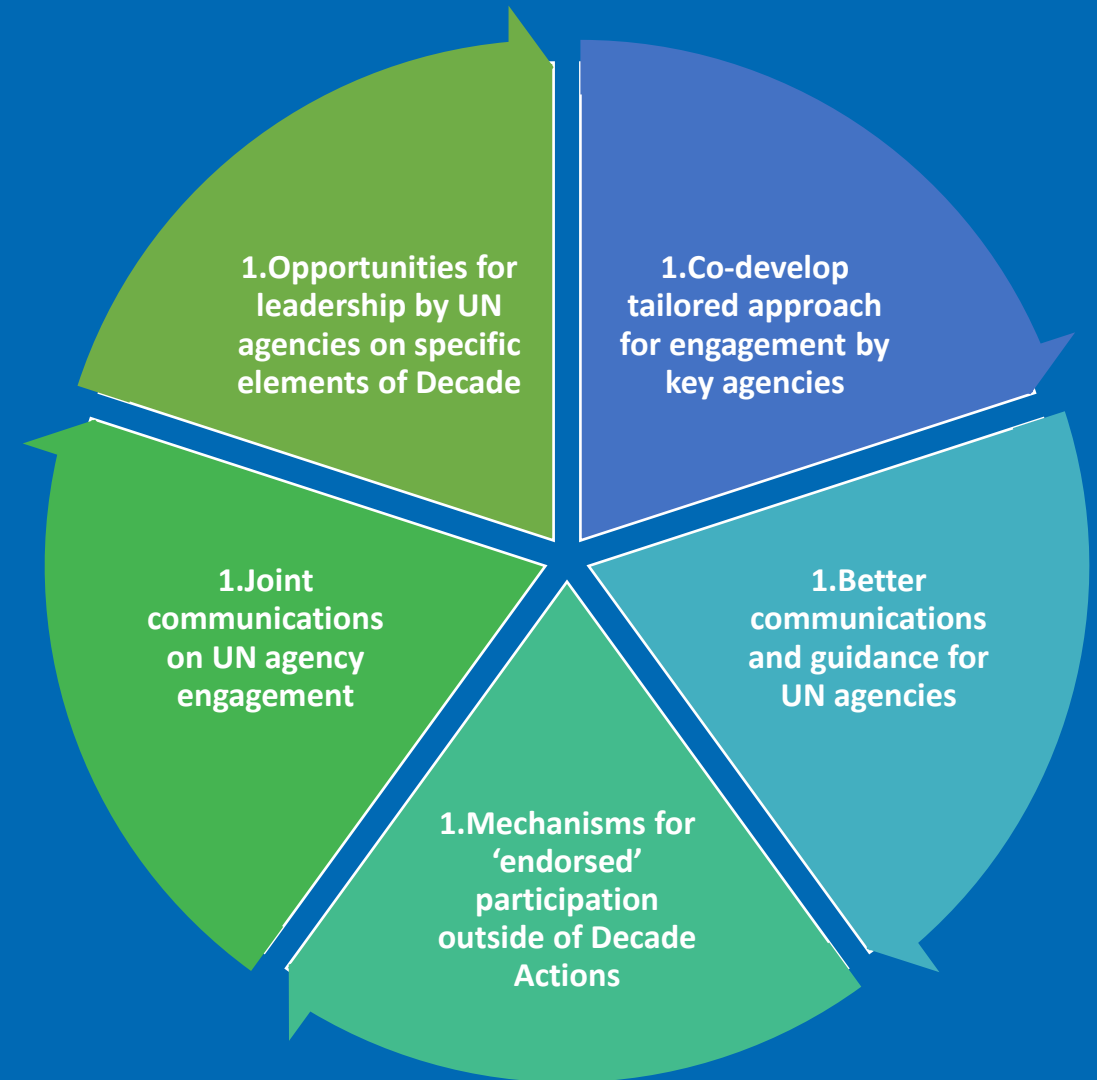 1.Opportunities for
leadership by UN
agencies on specific
elements of Decade
1.Co-develop
tailored approach
for engagement by
key agencies
1.Joint
communications
on UN agency
engagement
1.Better
communications
and guidance for
UN agencies
1.Mechanisms for
‘endorsed’
participation
outside of Decade
Actions